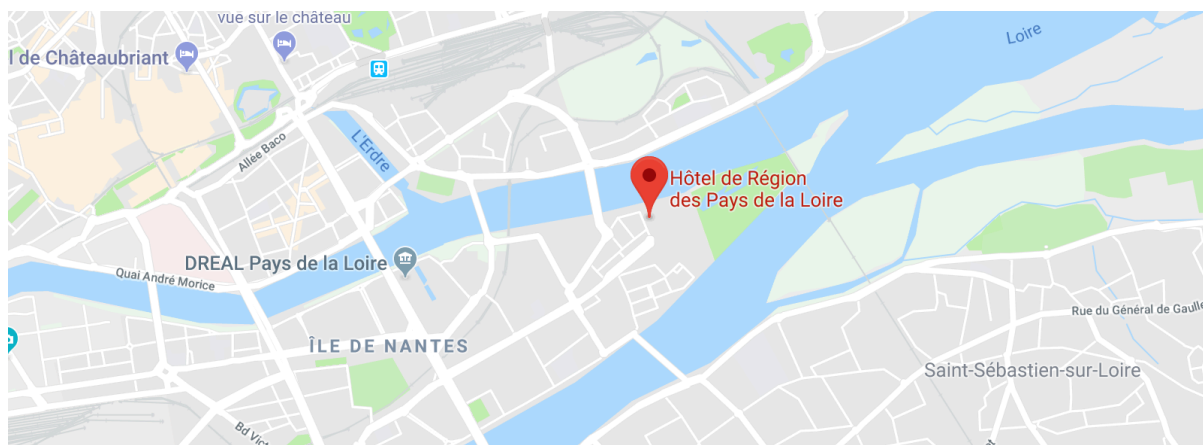 vue sur le château
l de Châteaubriant
Loire
L'Erdre
Allée Baco
Hôtel de Région
des Pays de la Loire
DREAL Pays de la Loire
Quai André Morice
Rue du Général de Gaulle
ÎLE DE NANTES
Saint-Sébastien-sur-Loire
Bd Vic